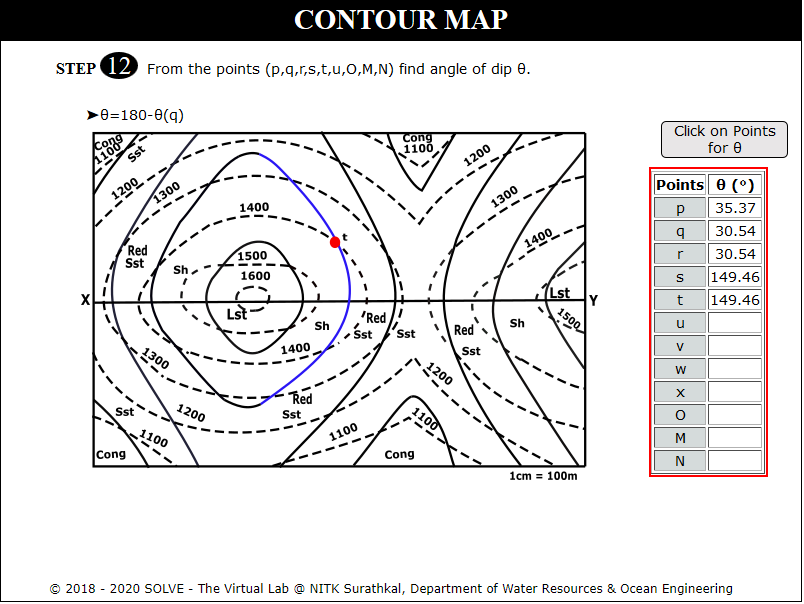 CONTOUR MAP
STEP 12 From the points (p,q,r,s,t,u,O,M,N) find angle of dip θ.
➤θ=180-θ(q)
Click on Points
for θ
Points θ (°)
p 35.37
q 30.54
r 30.54
s 149.46
t 149.46
u
v
w
x
O
M
N
Cong
1100
Sst
1200
1300
Cong
1100
1200
1300
1400
1400
t
Red
Sst
Sh
1500
1600
X
Y
Lst
Lst
1500
Sh
Red
Sst
Sst
Red
Sst
Sh
1400
1300
1200
1200
Red
Sst
Sst
1100
1100
1100
Cong
Cong
1cm = 100m
© 2018 - 2020 SOLVE - The Virtual Lab @ NITK Surathkal, Department of Water Resources & Ocean Engineering